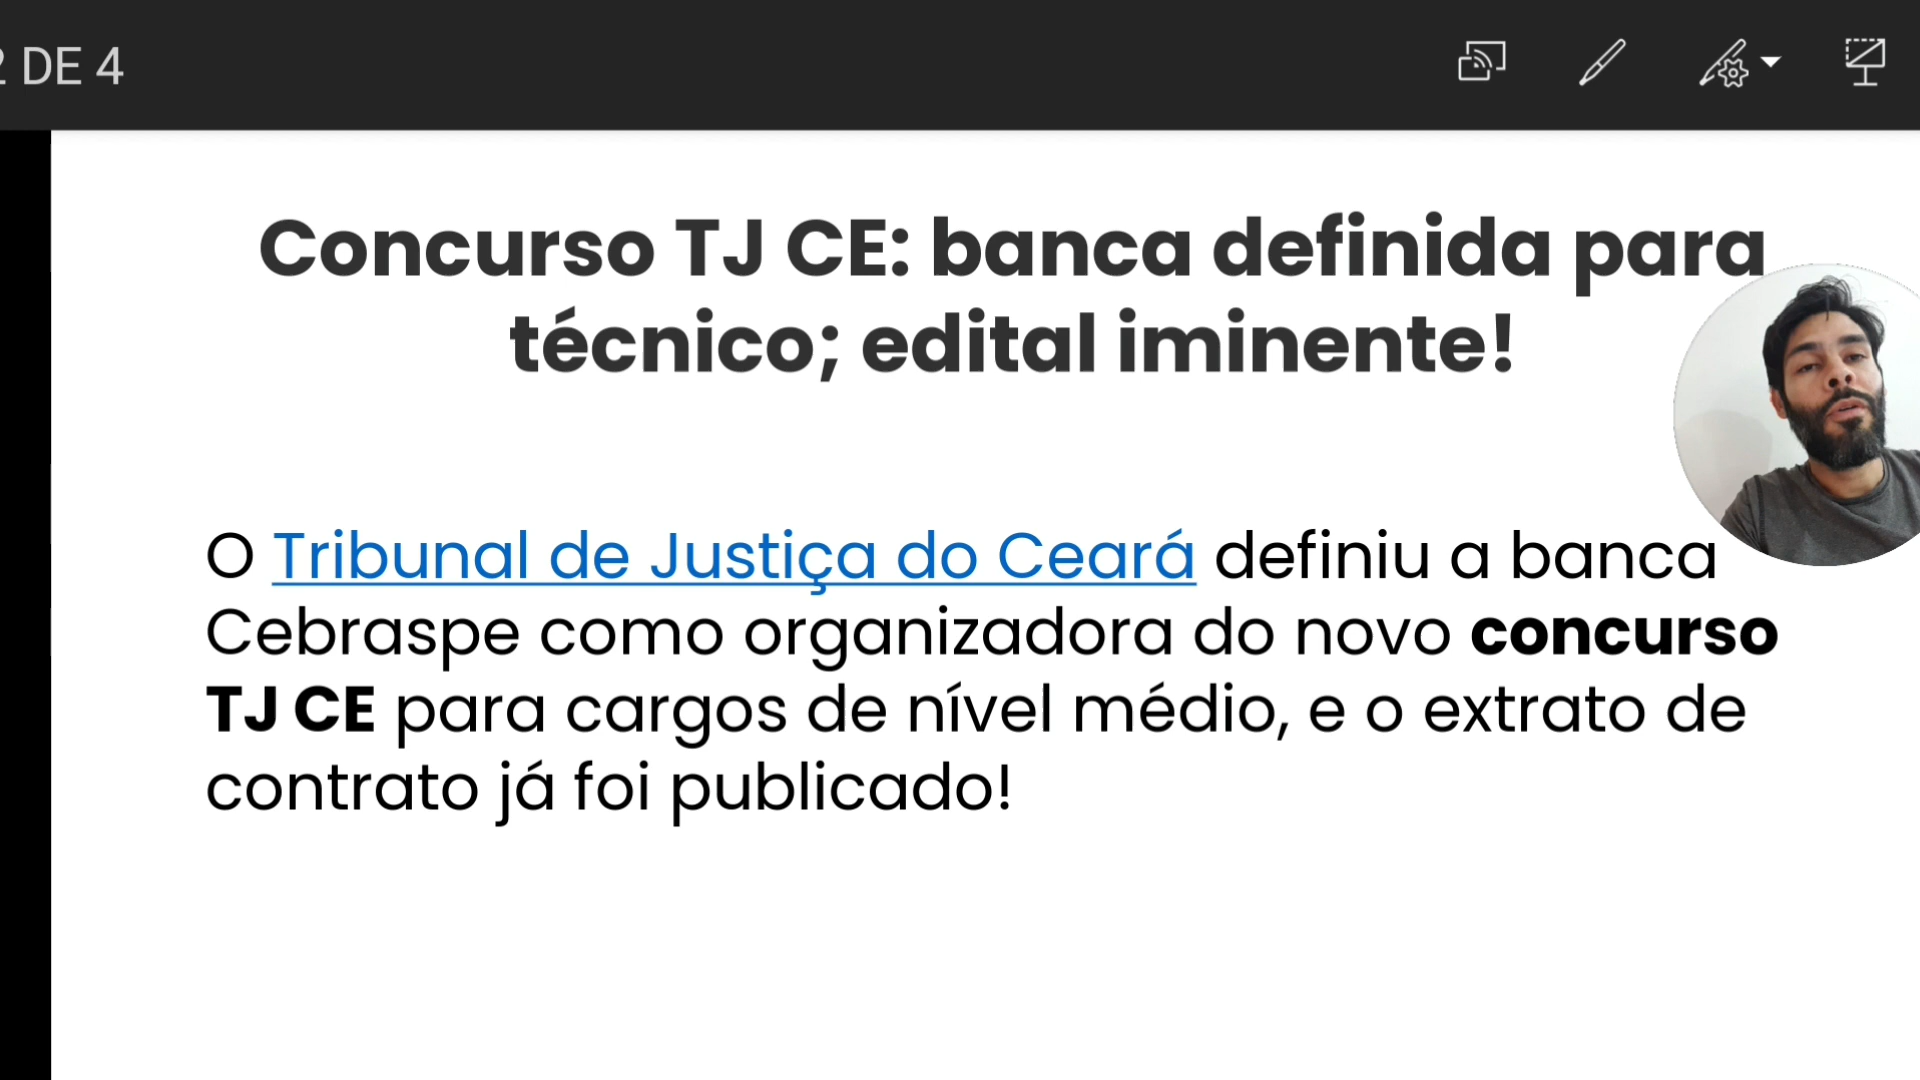 2 DE 4
Concurso TJ CE: banca definida para
técnico; edital iminente!
O Tribunal de Justiça do Ceará definiu a banca
Cebraspe como organizadora do novo concurso
TJ CE para cargos de nível médio, e o extrato de
contrato já foi publicado!